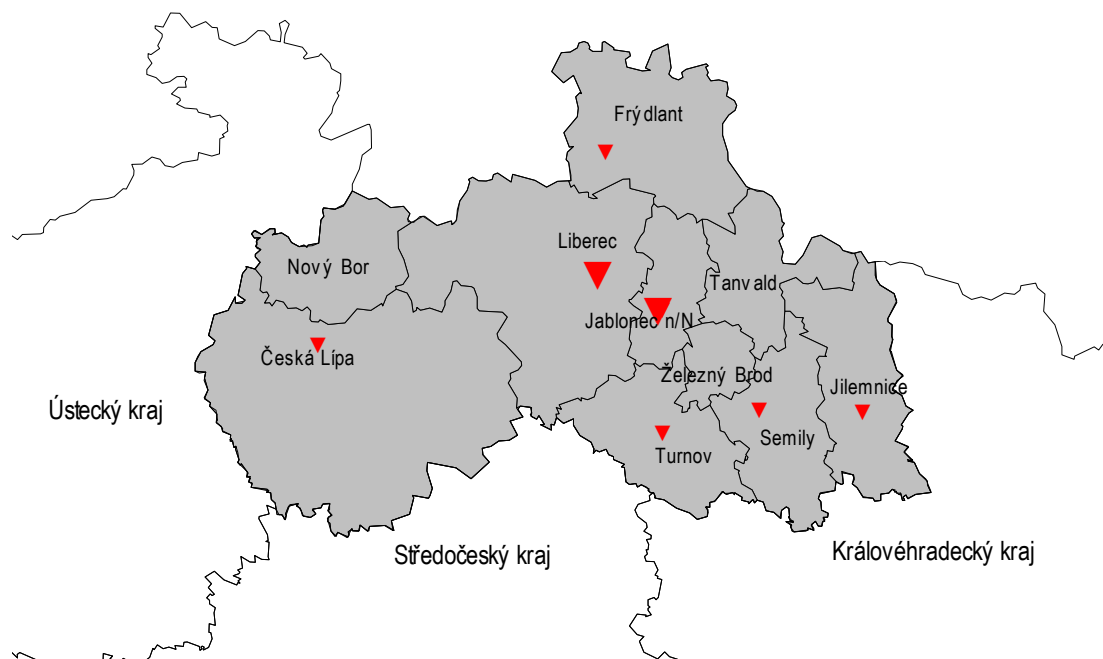 Frýdlant
Liberec
Nový Bor
Tanvald
Jablonec n/N
Česká Lípa
Železný Brod
Jilemnice
Ústecký kraj
Semily
Turnov
Středočeský kraj
Královéhradecký kraj